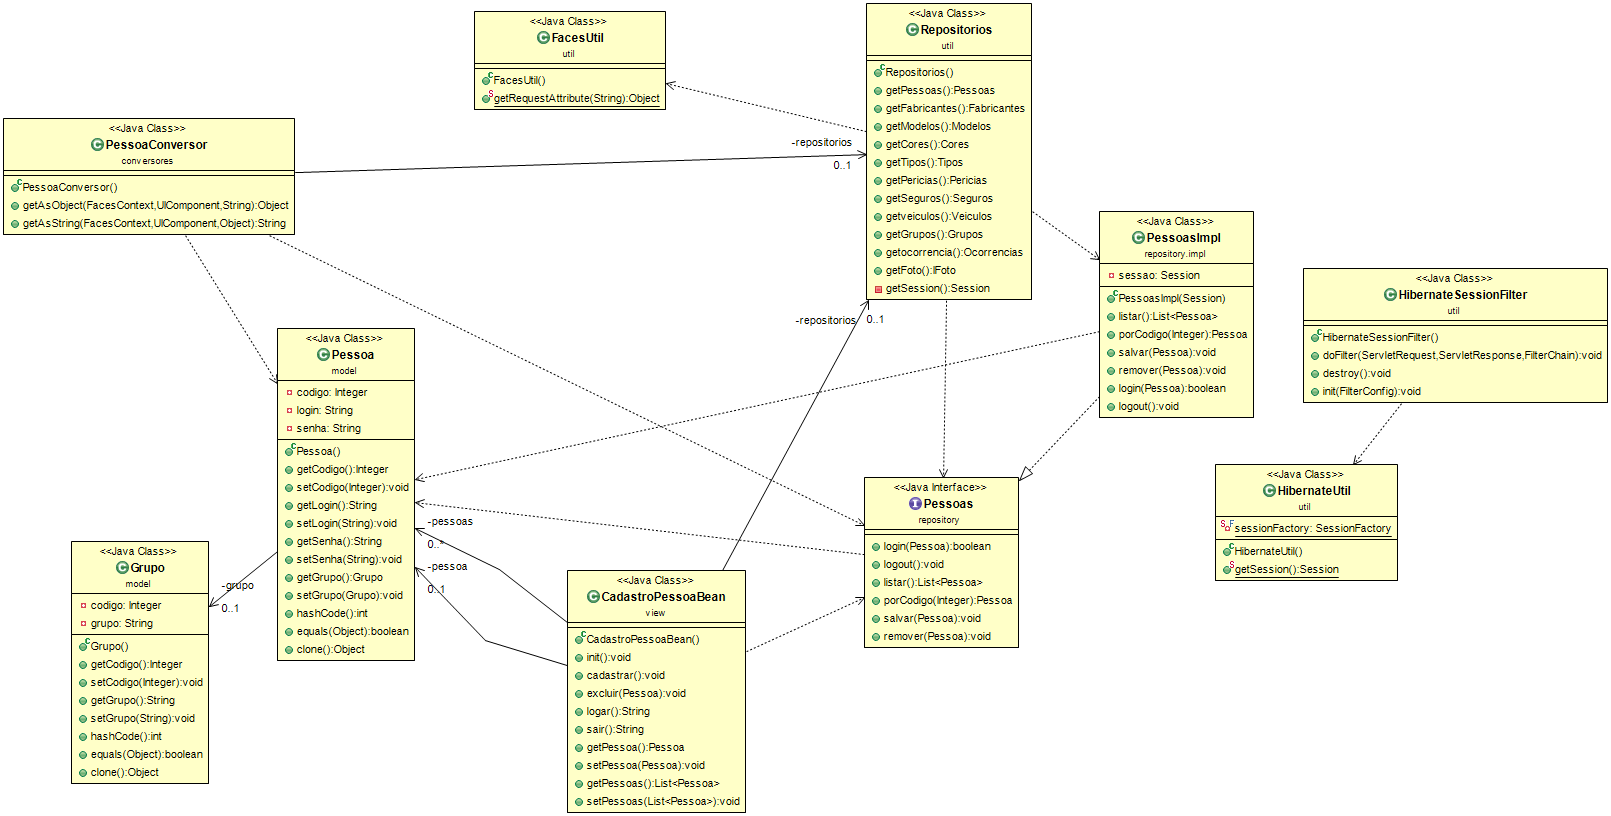 <<Java Class>>
FacesUtil
util
FacesUtil()
getRequestAttribute(String):Object
<<Java Class>>
Repositorios
util
Repositorios()
getPessoas():Pessoas
getFabricantes():Fabricantes
getModelos():Modelos
getCores():Cores
getTipos():Tipos
getPericias():Pericias
getSeguros():Seguros
getveiculos():Veiculos
getGrupos():Grupos
getocorrencia():Ocorrencias
getFoto():IFoto
getSession():Session
<<Java Class>>
PessoaConversor
conversores
PessoaConversor()
getAsObject(FacesContext,UIComponent,String):Object
getAsString(FacesContext,UIComponent,Object):String
-repositorios
0..1
<<Java Class>>
PessoasImpl
repository.impl
sessao: Session
PessoasImpl(Session)
listar():List<Pessoa>
porCodigo(Integer):Pessoa
salvar(Pessoa):void
remover(Pessoa):void
login(Pessoa):boolean
logout():void
<<Java Class>>
HibernateSessionFilter
util
HibernateSessionFilter()
doFilter(ServletRequest,ServletResponse,FilterChain):void
destroy():void
init(FilterConfig):void
-repositorios
0..1
<<Java Class>>
Pessoa
model
codigo: Integer
login: String
senha: String
Pessoa()
getCodigo():Integer
setCodigo(Integer):void
getLogin():String
setLogin(String):void
getSenha():String
setSenha(String):void
getGrupo():Grupo
setGrupo(Grupo):void
hashCode():int
equals(Object):boolean
clone():Object
<<Java Class>>
HibernateUtil
util
sessionFactory: SessionFactory
HibernateUtil()
getSession():Session
<<Java Interface>>
Pessoas
repository
login(Pessoa):boolean
logout():void
listar():List<Pessoa>
porCodigo(Integer):Pessoa
salvar(Pessoa):void
remover(Pessoa):void
-pessoas
0..*
-pessoa
0..1
<<Java Class>>
Grupo
model
codigo: Integer
grupo: String
Grupo()
getCodigo():Integer
setCodigo(Integer):void
getGrupo():String
setGrupo(String):void
hashCode():int
equals(Object):boolean
clone():Object
-grupo
0..1
<<Java Class>>
CadastroPessoaBean
view
CadastroPessoaBean()
init():void
cadastrar():void
excluir(Pessoa):void
logar():String
sair():String
getPessoa():Pessoa
setPessoa(Pessoa):void
getPessoas():List<Pessoa>
setPessoas(List<Pessoa>):void